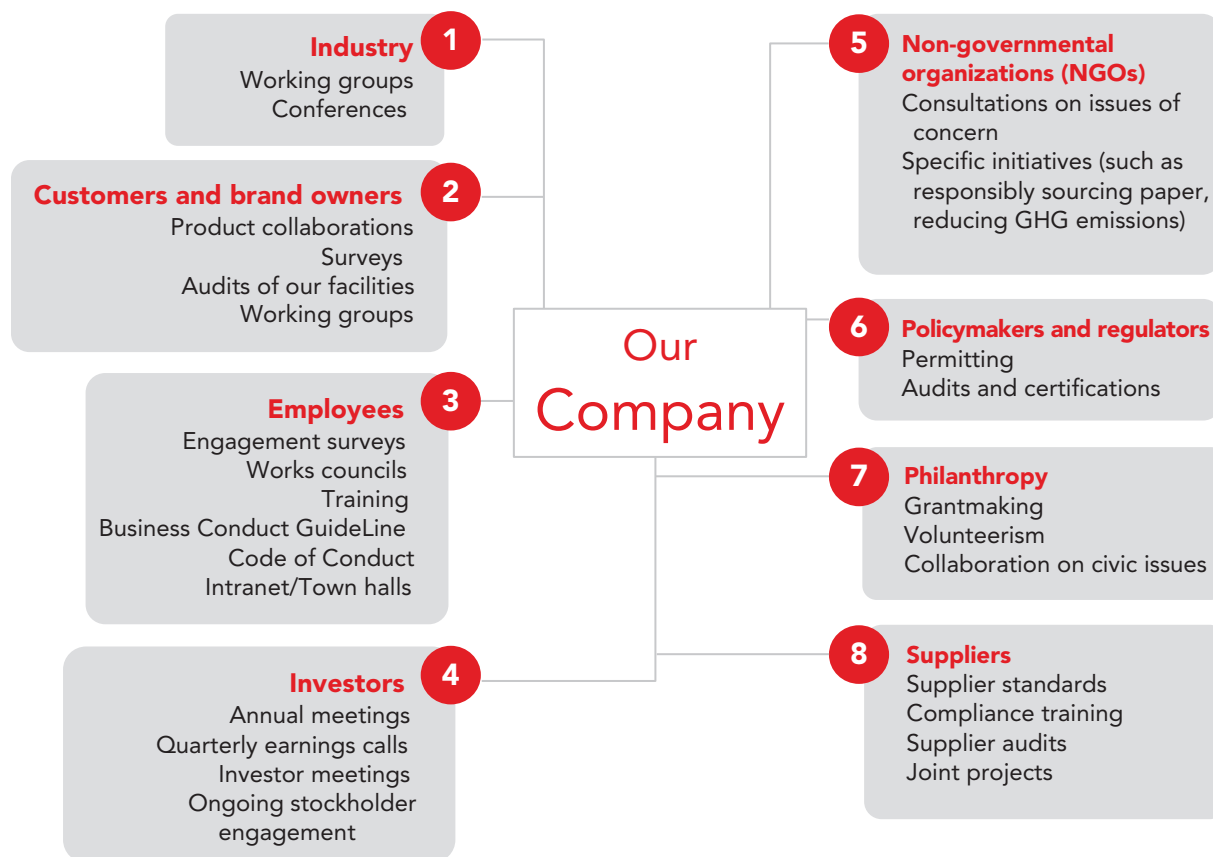 1
Industry
Working groups
Conferences
2
Customers and brand owners
Product collaborations
Surveys
Audits of our facilities
Working groups
3
Employees
Engagement surveys
Works councils
Training
Business Conduct GuideLine
Code of Conduct
Intranet/Town halls
4
Investors
Annual meetings
Quarterly earnings calls
Investor meetings
Ongoing stockholder
engagement
Our
Company
5
Non-governmental
organizations (NGOs)
Consultations on issues of
concern
Specific initiatives (such as
responsibly sourcing paper,
reducing GHG emissions)
6
Policymakers and regulators
Permitting
Audits and certifications
7
Philanthropy
Grantmaking
Volunteerism
Collaboration on civic issues
8
Suppliers
Supplier standards
Compliance training
Supplier audits
Joint projects